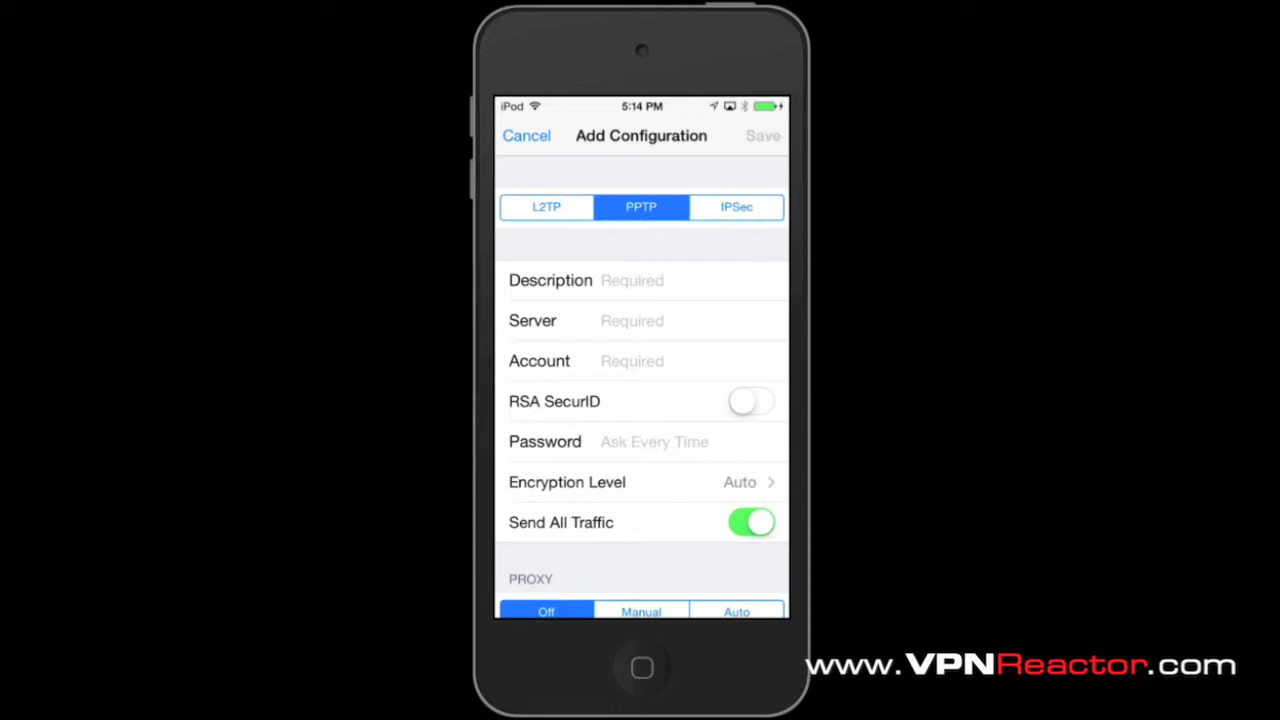 iPod 5:14 PM
Cancel Add Configuration Save
L2TP PPTP IPSec
Description Required
Server Required
Account Required
RSA SecurID
Password Ask Every Time
Encryption Level Auto
Send All Traffic
PROXY
Off Manual Auto
www.VPNReactor.com